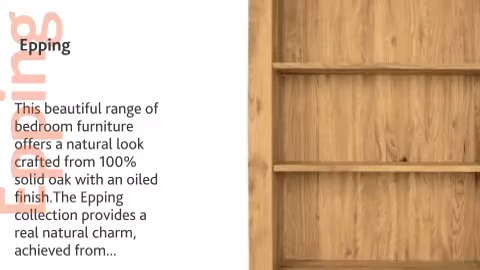 Epping
Epping
This beautiful range of
bedroom furniture
offers a natural look
crafted from 100%
solid oak with an oiled
finish.The Epping
collection provides a
real natural charm,
achieved from...